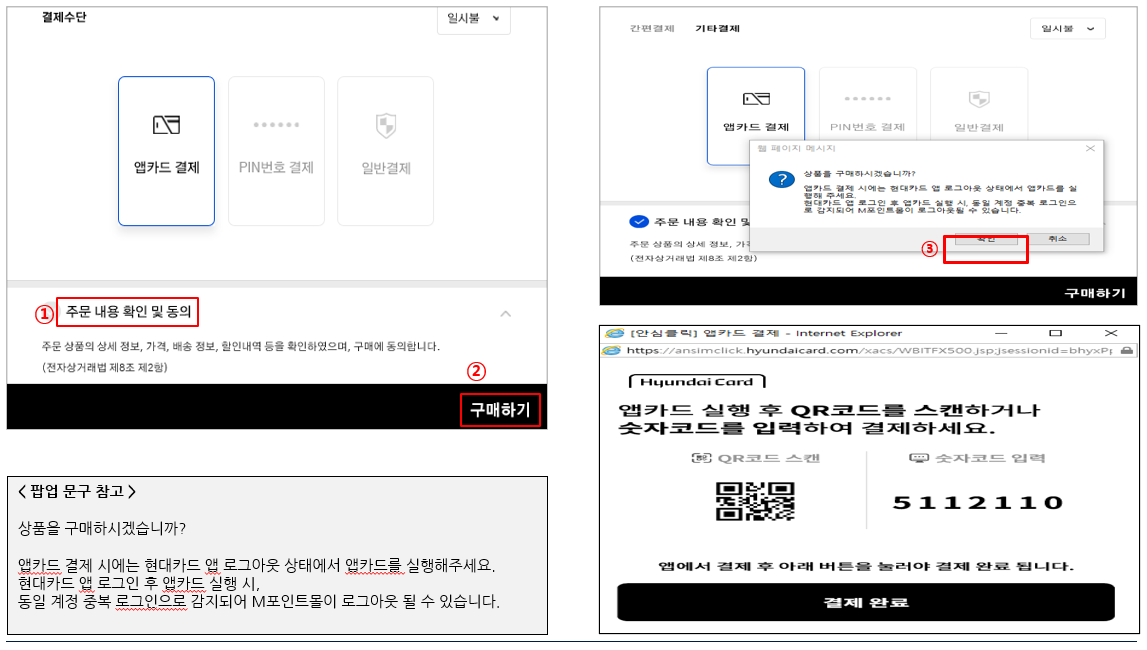 결제수단
일시불
앱카드 결제
PIN번호 결제
일반결제
① 주문 내용 확인 및 동의
주문 상품의 상세 정보, 가격, 배송 정보, 할인내역 등을 확인하였으며, 구매에 동의합니다.
(전자상거래법 제8조 제2항)
②
구매하기
< 팝업 문구 참고 >
상품을 구매하시겠습니까?
앱카드 결제 시에는 현대카드 앱 로그아웃 상태에서 앱카드를 실행해주세요.
현대카드 앱 로그인 후 앱카드 실행 시,
동일 계정 중복 로그인으로 감지되어 M포인트몰이 로그아웃 될 수 있습니다.
간편결제 기타결제
일시불
앱카드 결제
PIN번호 결제
일반결제
웹 페이지 메시지
상품을 구매하시겠습니까?
앱카드 결제 시에는 현대카드 앱 로그아웃 상태에서 앱카드를 실
행해 주세요.
현대카드 앱 로그인 후 앱카드 실행 시, 동일 계정 중복 로그인으
로 감지되어 M포인트몰이 로그아웃될 수 있습니다.
③ 확인 취소
주문 내용 확인 및
주문 상품의 상세 정보, 가격
(전자상거래법 제8조 제2항)
구매하기
[안심클릭] 앱카드 결제 - Internet Explorer
https://ansimclick.hyundaicard.com/xacs/WBITFX500.jsp;jsessionid=bhyxPp
Hyundai Card
앱카드 실행 후 QR코드를 스캔하거나
숫자코드를 입력하여 결제하세요.
QR코드 스캔
숫자코드 입력
5112110
앱에서 결제 후 아래 버튼을 눌러야 결제 완료 됩니다.
결제 완료